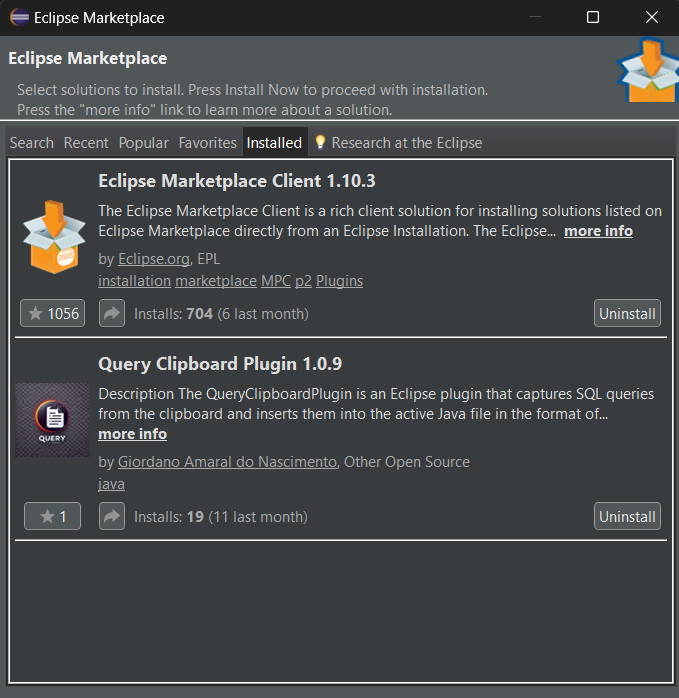 Eclipse Marketplace
Eclipse Marketplace
Select solutions to install. Press Install Now to proceed with installation.
Press the "more info" link to learn more about a solution.
Search Recent Popular Favorites Installed Research at the Eclipse
Eclipse Marketplace Client 1.10.3
The Eclipse Marketplace Client is a rich client solution for installing solutions listed on
Eclipse Marketplace directly from an Eclipse Installation. The Eclipse... more info
by Eclipse.org, EPL
installation marketplace MPC p2 Plugins
1056 Installs: 704 (6 last month) Uninstall
Query Clipboard Plugin 1.0.9
Description The QueryClipboardPlugin is an Eclipse plugin that captures SQL queries
from the clipboard and inserts them into the active Java file in the format of...
more info
QUERY
by Giordano Amaral do Nascimento, Other Open Source
java
1 Installs: 19 (11 last month) Uninstall